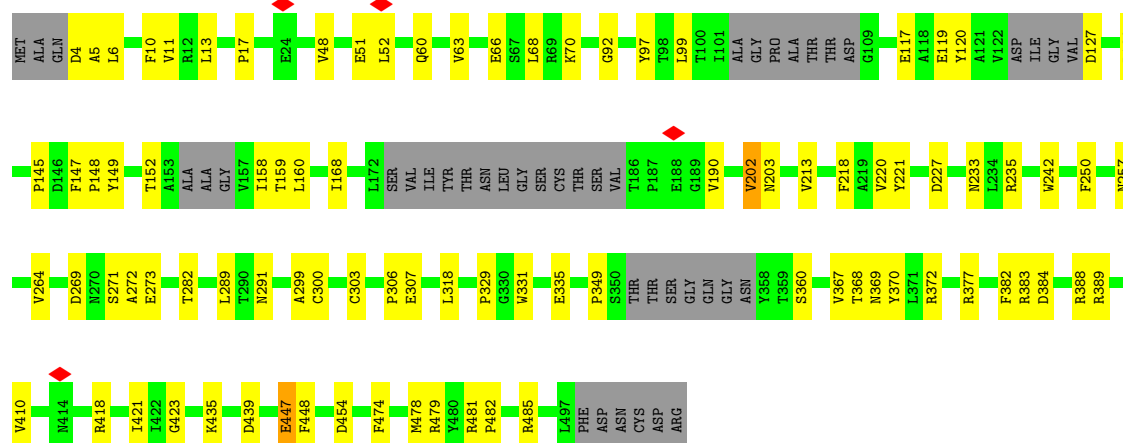 MET ALA GLN D4 A5 L6 F10 V11 R12 L13 P17 E24 V48 E51 L52 Q60 V63 E66 S67 L68 R69 K70 G92 Y97 T98 L99 T100 I101 ALA GLY PRO ALA THR THR ASP G109 E117 A118 E119 Y120 A121 V122 ASP ILE GLY VAL D127
P145 D146 F147 P148 Y149 T152 A153 ALA ALA GLY V157 I158 T159 L160 I168 L172 SER VAL ILE TYR THR ASN LEU GLY SER CYS THR SER VAL T186 P187 E188 G189 V190 V202 N203 V213 F218 A219 V220 Y221 D227 N233 L234 R235 W242 F250
V264 D269 N270 S271 A272 E273 T282 L289 T290 N291 A299 C300 C303 P306 E307 L318 P329 G330 W331 E335 P349 S350 THR THR SER GLY GLN GLY ASN Y358 T359 S360 V367 T368 N369 Y370 L371 R372 R377 F382 R383 D384 R388 R389
V410 N414 R418 I421 I422 G423 K435 D439 E447 F448 D454 F474 M478 R479 Y480 R481 P482 R485 L497 PHE ASP ASN CYS ASP ARG